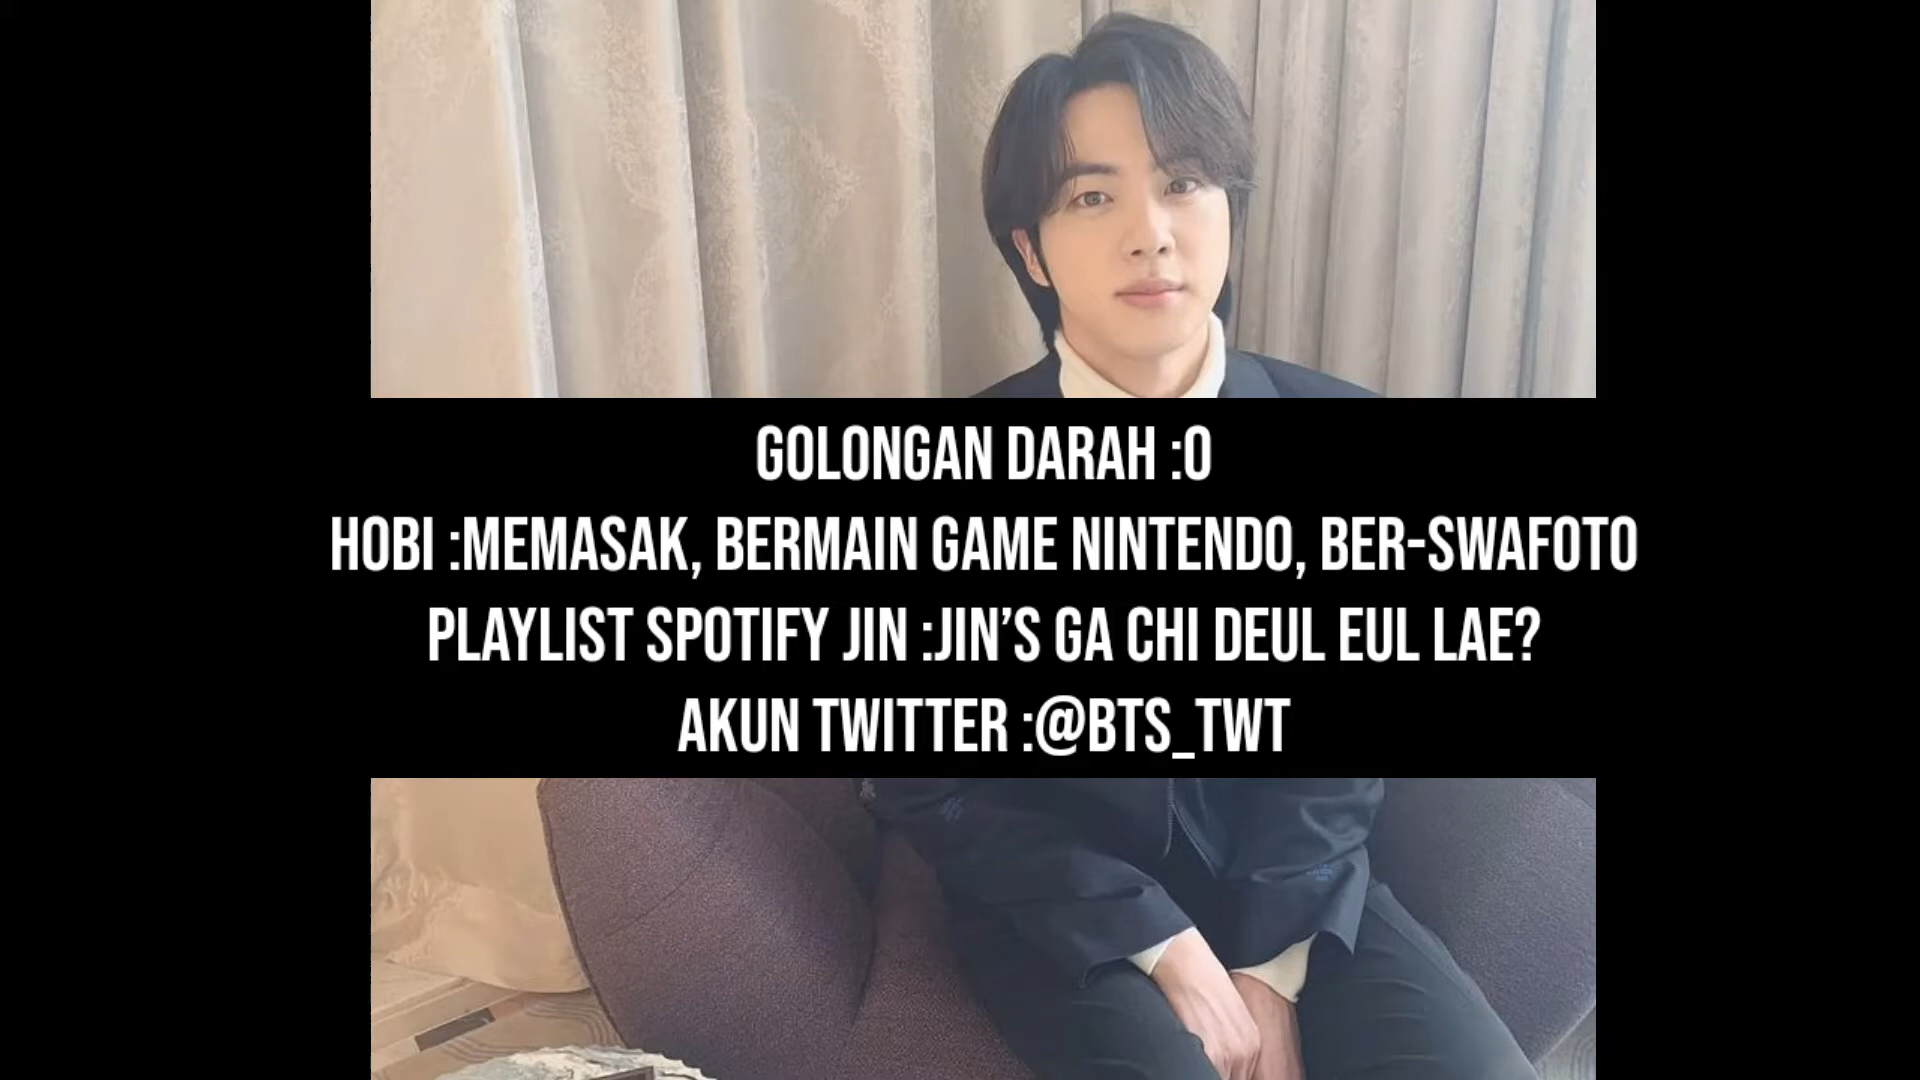 GOLONGAN DARAH :O
HOBI :MEMASAK, BERMAIN GAME NINTENDO, BER-SWAFOTO
PLAYLIST SPOTIFY JIN :JIN’S GA CHI DEUL EUL LAE?
AKUN TWITTER :@BTS_TWT